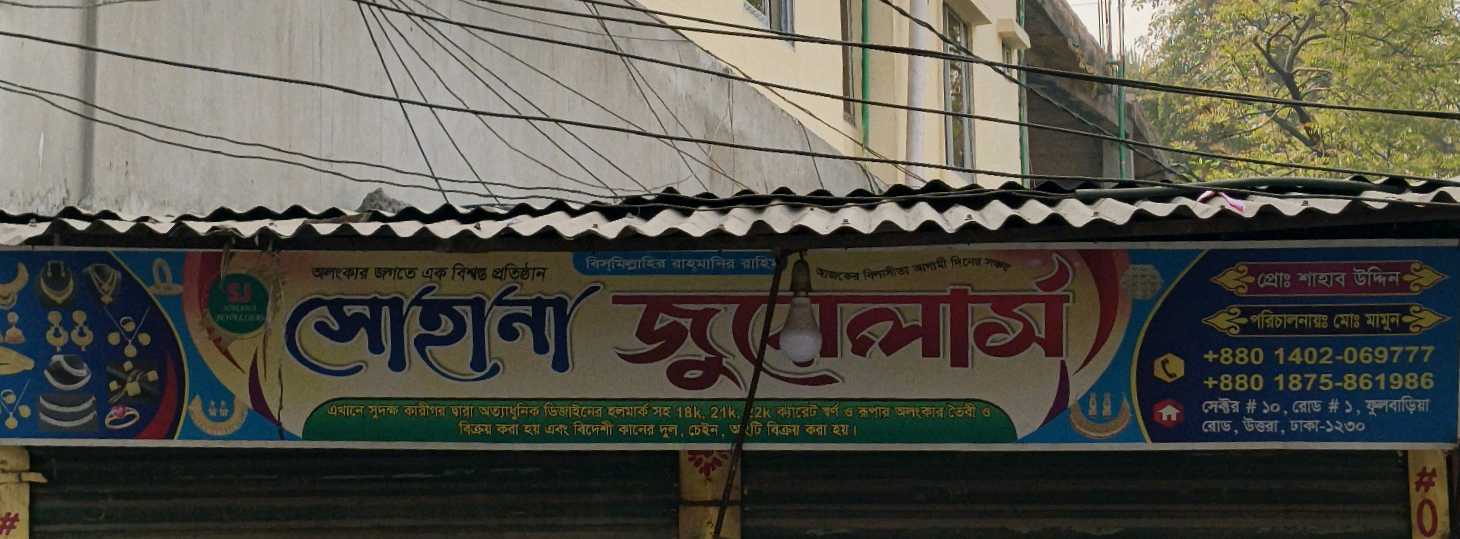 অলংকার জগতে এক বিশ্বস্ত প্রতিষ্ঠান
বিসমিল্লাহির রাহমানির রাহিম
আজকের বিলাসীতা আগামী দিনের সঞ্চয়
SJ
সোহানা জুয়েলার্স
এখানে সুদক্ষ কারীগর দ্বারা অত্যাধুনিক ডিজাইনের হলমার্ক সহ 18k, 21k, 22k ক্যারেট স্বর্ণ ও রূপার অলংকার তৈরী ও
বিক্রয় করা হয় এবং বিদেশী কানের দুল, চেইন, আংটি বিক্রয় করা হয়।
প্রোঃ শাহাব উদ্দিন
পরিচালনায়ঃ মোঃ মামুন
+880 1402-069777
+880 1875-861986
সেক্টর # ১০, রোড # ১, ফুলবাড়িয়া
রোড, উত্তরা, ঢাকা-১২৩০